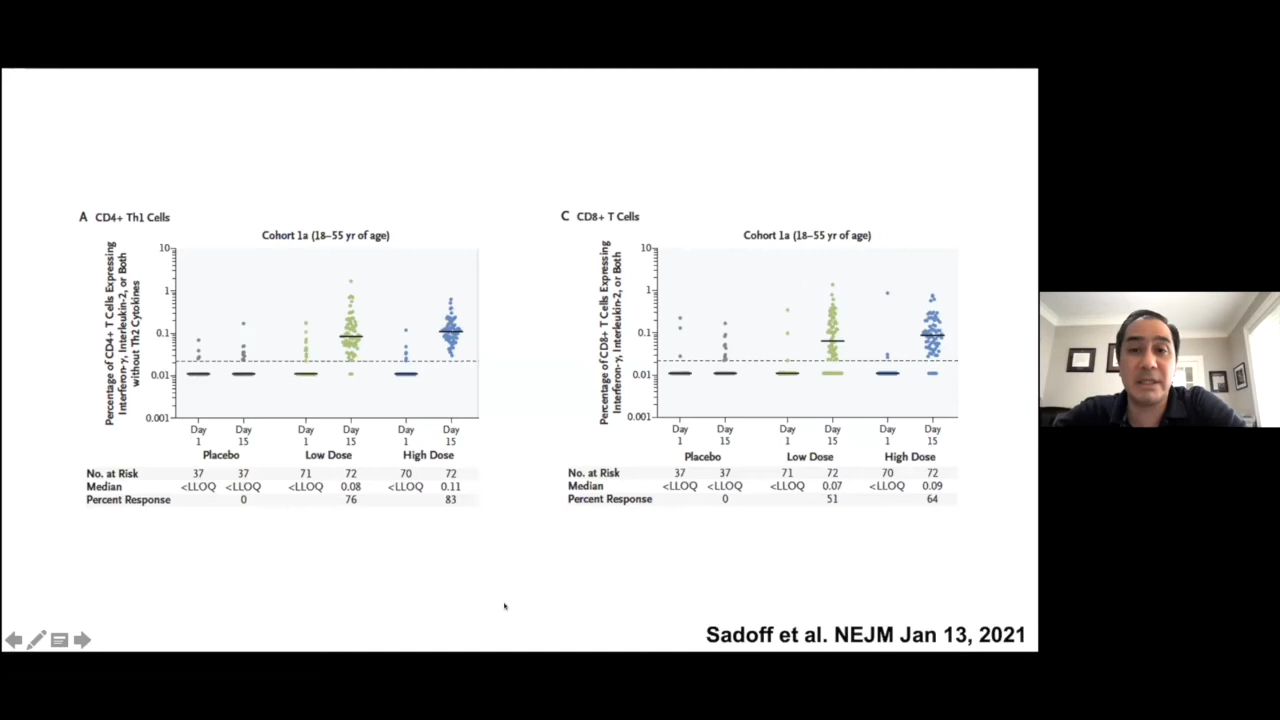 A CD4+ Th1 Cells
Cohort 1a (18–55 yr of age)
Percentage of CD4+ T Cells Expressing
Interferon-γ, Interleukin-2, or Both
without Th2 Cytokines
10
1
0.1
0.01
0.001
Day Day Day Day Day Day
1 15 1 15 1 15
Placebo Low Dose High Dose
No. at Risk 37 37 71 72 70 72
Median <LLOQ <LLOQ <LLOQ 0.08 <LLOQ 0.11
Percent Response 0 76 83
C CD8+ T Cells
Cohort 1a (18–55 yr of age)
Percentage of CD8+ T Cells Expressing
Interferon-γ, Interleukin-2, or Both
10
1
0.1
0.01
0.001
Day Day Day Day Day Day
1 15 1 15 1 15
Placebo Low Dose High Dose
No. at Risk 37 37 71 72 70 72
Median <LLOQ <LLOQ <LLOQ 0.07 <LLOQ 0.09
Percent Response 0 51 64
Sadoff et al. NEJM Jan 13, 2021